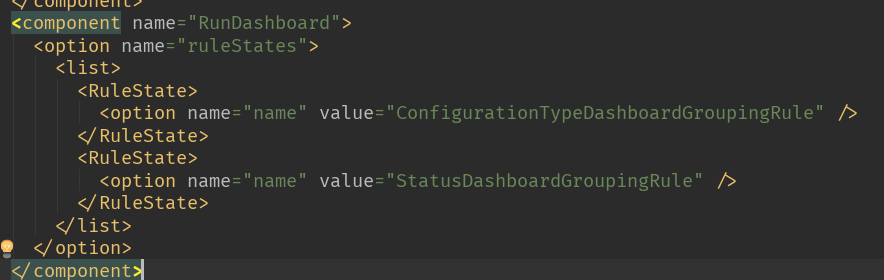 </component>
<component name="RunDashboard">
<option name="ruleStates">
<list>
<RuleState>
<option name="name" value="ConfigurationTypeDashboardGroupingRule" />
</RuleState>
<RuleState>
<option name="name" value="StatusDashboardGroupingRule" />
</RuleState>
</list>
</option>
</component>